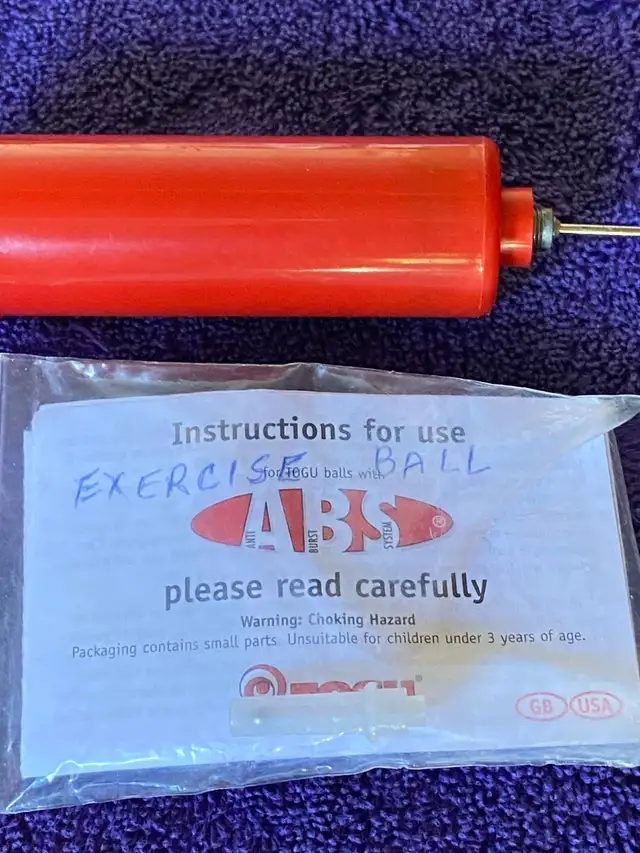 Instructions for use
for TOGU balls with
EXERCISE BALL
ANTI BURST SYSTEM
ABS®
please read carefully
Warning: Choking Hazard
Packaging contains small parts. Unsuitable for children under 3 years of age.
TOGU®
GB USA